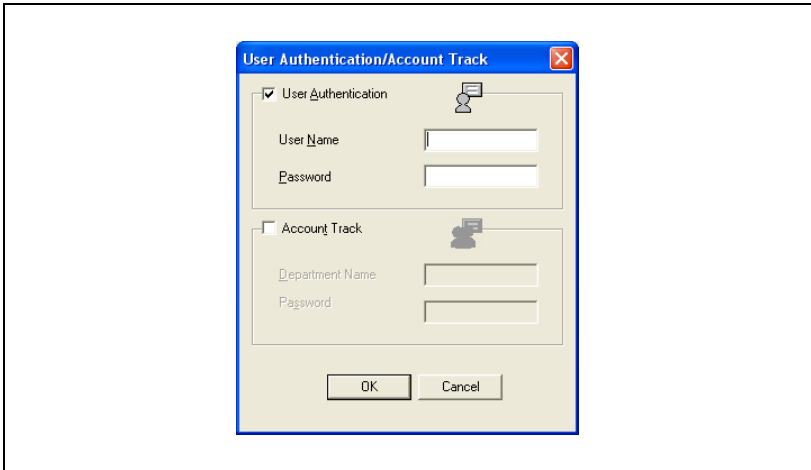 User Authentication/Account Track
User Authentication
User Name
Password
Account Track
Department Name
Password
OK Cancel